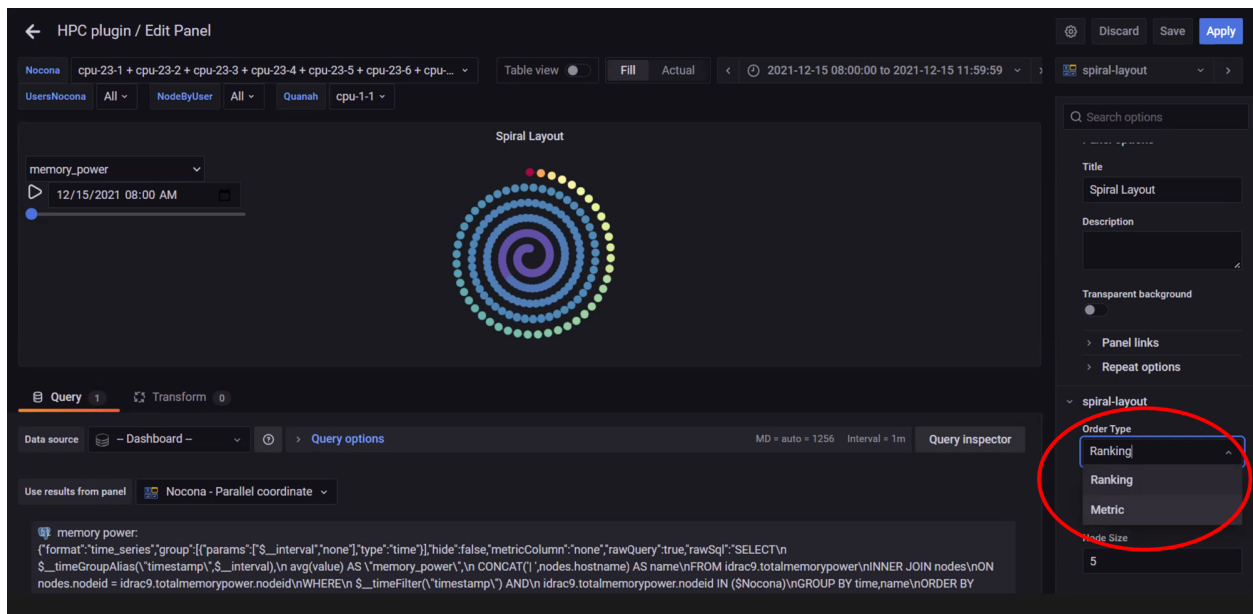 HPC plugin / Edit Panel
Discard Save Apply
Nocona cpu-23-1 + cpu-23-2 + cpu-23-3 + cpu-23-4 + cpu-23-5 + cpu-23-6 + cpu-...
Table view Fill Actual 2021-12-15 08:00:00 to 2021-12-15 11:59:59
spiral-layout
UsersNocona All NodeByUser All Quanah cpu-1-1
Search options
Spiral Layout
Panel options
memory_power
12/15/2021 08:00 AM
Title
Spiral Layout
Description
Transparent background
Panel links
Repeat options
spiral-layout
Order Type
Ranking
Ranking
Metric
Node Size
5
Query 1 Transform 0
Data source -- Dashboard -- Query options MD = auto = 1256 Interval = 1m Query inspector
Use results from panel Nocona - Parallel coordinate
memory power:
{"format":"time_series","group":[{"params":["$__interval","none"],"type":"time"}],"hide":false,"metricColumn":"none","rawQuery":true,"rawSql":"SELECT\n
$__timeGroupAlias(\"timestamp\",$__interval),\n avg(value) AS \"memory_power\",\n CONCAT('| ',nodes.hostname) AS name\nFROM idrac9.totalmemorypower\nINNER JOIN nodes\nON
nodes.nodeid = idrac9.totalmemorypower.nodeid\nWHERE\n $__timeFilter(\"timestamp\") AND\n idrac9.totalmemorypower.nodeid IN ($Nocona)\nGROUP BY time,name\nORDER BY